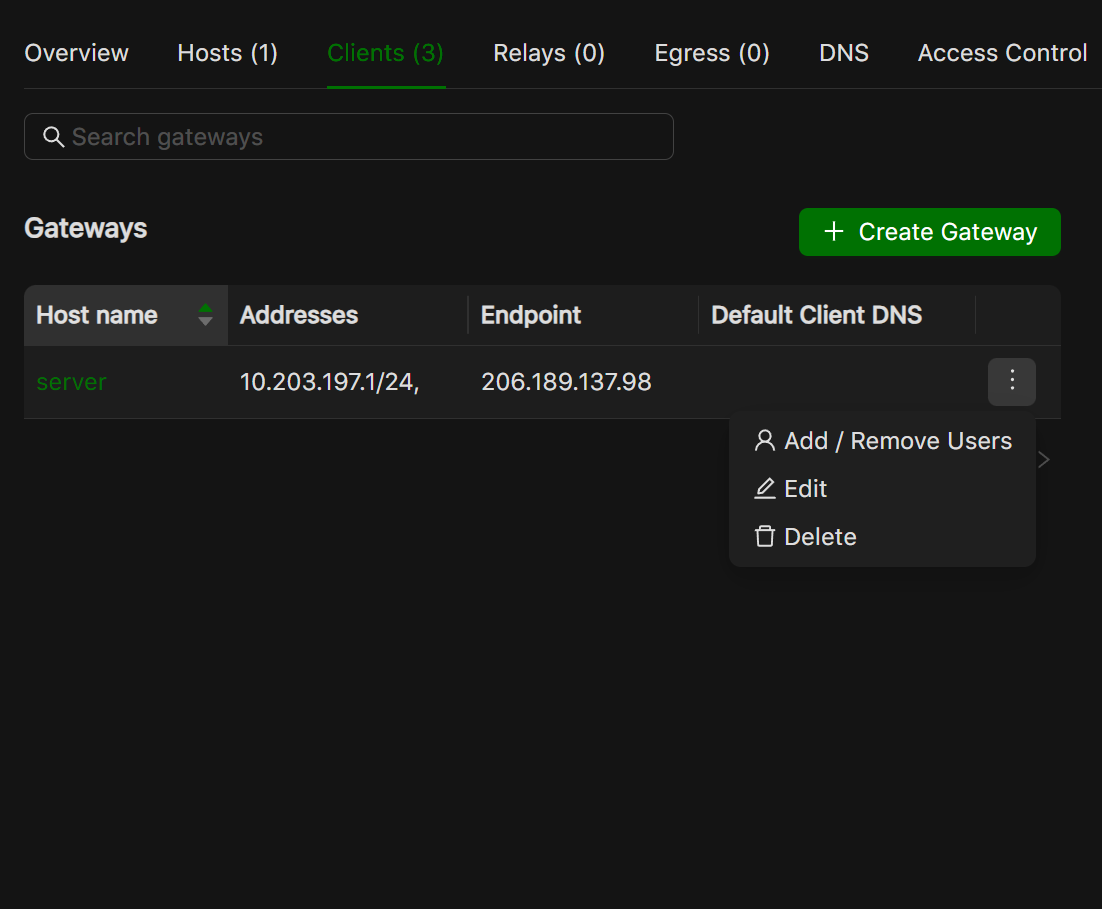 Overview Hosts (1) Clients (3) Relays (0) Egress (0) DNS Access Control
Search gateways
Gateways
Create Gateway
Host name Addresses Endpoint Default Client DNS
server 10.203.197.1/24, 206.189.137.98
Add / Remove Users
Edit
Delete